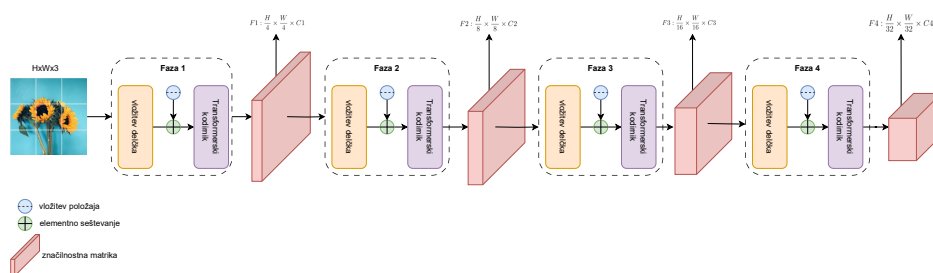 F1 : H/4 × W/4 × C1
F2 : H/8 × W/8 × C2
F3 : H/16 × W/16 × C3
F4 : H/32 × W/32 × C4
HxWx3
Faza 1
Faza 2
Faza 3
Faza 4
vložitev delčka
Transformerski kodirnik
vložitev delčka
Transformerski kodirnik
vložitev delčka
Transformerski kodirnik
vložitev delčka
Transformerski kodirnik
vložitev položaja
elementno seštevanje
značilnostna matrika